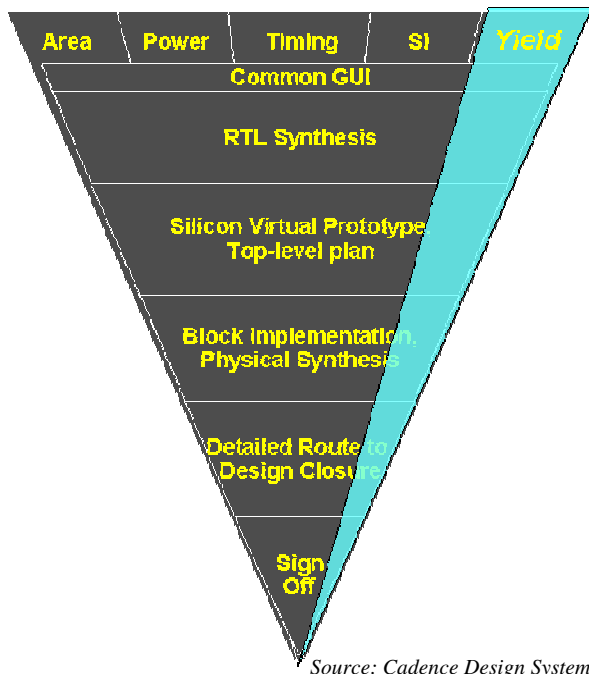 Area Power Timing SI Yield
Common GUI
RTL Synthesis
Silicon Virtual Prototype,
Top-level plan
Block Implementation,
Physical Synthesis
Detailed Route to
Design Closure
Sign
Off
Source: Cadence Design System